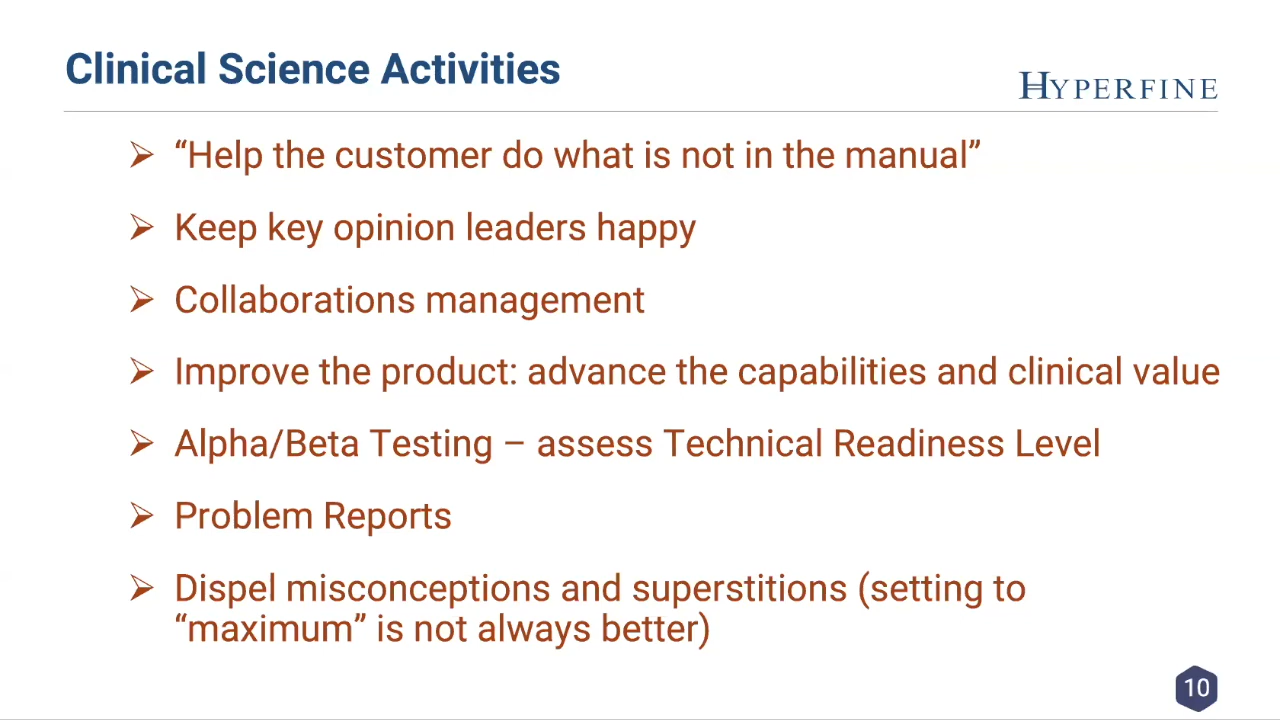 Clinical Science Activities
HYPERFINE
➢ “Help the customer do what is not in the manual”
➢ Keep key opinion leaders happy
➢ Collaborations management
➢ Improve the product: advance the capabilities and clinical value
➢ Alpha/Beta Testing – assess Technical Readiness Level
➢ Problem Reports
➢ Dispel misconceptions and superstitions (setting to
“maximum” is not always better)
10